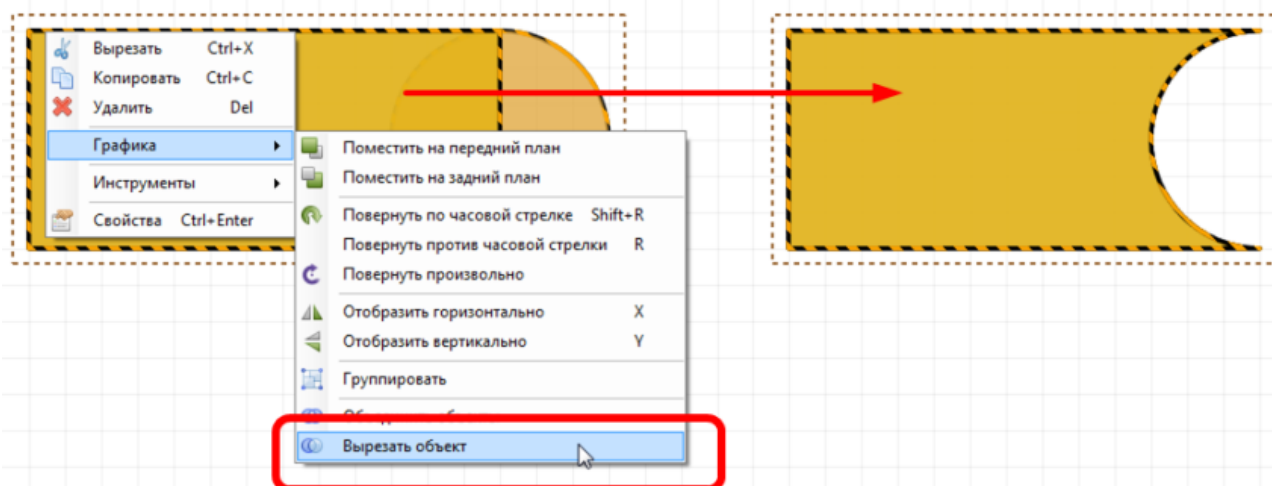 Вырезать Ctrl+X
Копировать Ctrl+C
Удалить Del
Графика
Инструменты
Свойства Ctrl+Enter
Поместить на передний план
Поместить на задний план
Повернуть по часовой стрелке Shift+R
Повернуть против часовой стрелки R
Повернуть произвольно
Отобразить горизонтально X
Отобразить вертикально Y
Группировать
Вырезать объект